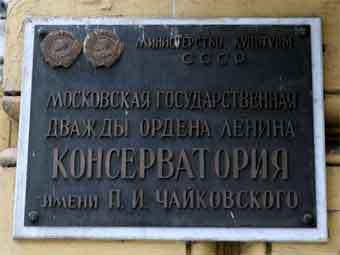 МИНИСТЕРСТВО КУЛЬТУРЫ
СССР
МОСКОВСКАЯ ГОСУДАРСТВЕННАЯ
ДВАЖДЫ ОРДЕНА ЛЕНИНА
КОНСЕРВАТОРИЯ
ИМЕНИ П. И. ЧАЙКОВСКОГО